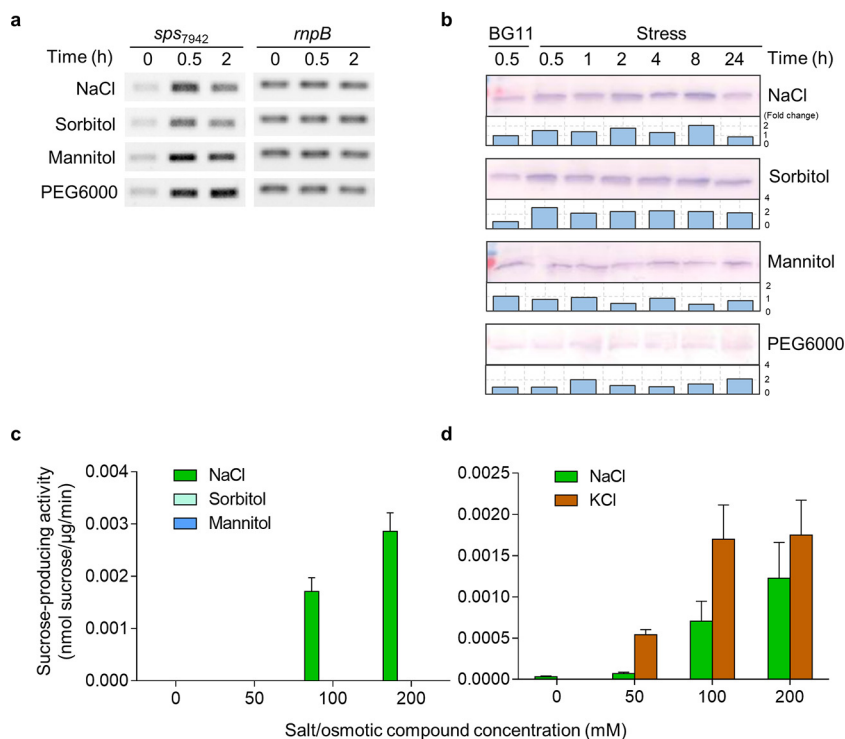 a
sps7942 rnpB
Time (h) 0 0.5 2 0 0.5 2
NaCl
Sorbitol
Mannitol
PEG6000
b
BG11 Stress
0.5 0.5 1 2 4 8 24 Time (h)
NaCl
(Fold change)
2
1
0
Sorbitol
4
2
0
Mannitol
2
1
0
PEG6000
4
2
0
c
Sucrose-producing activity
(nmol sucrose/μg/min)
0.004
0.003
0.002
0.001
0.000
NaCl
Sorbitol
Mannitol
0 50 100 200
d
0.0025
0.0020
0.0015
0.0010
0.0005
0.0000
NaCl
KCl
0 50 100 200
Salt/osmotic compound concentration (mM)